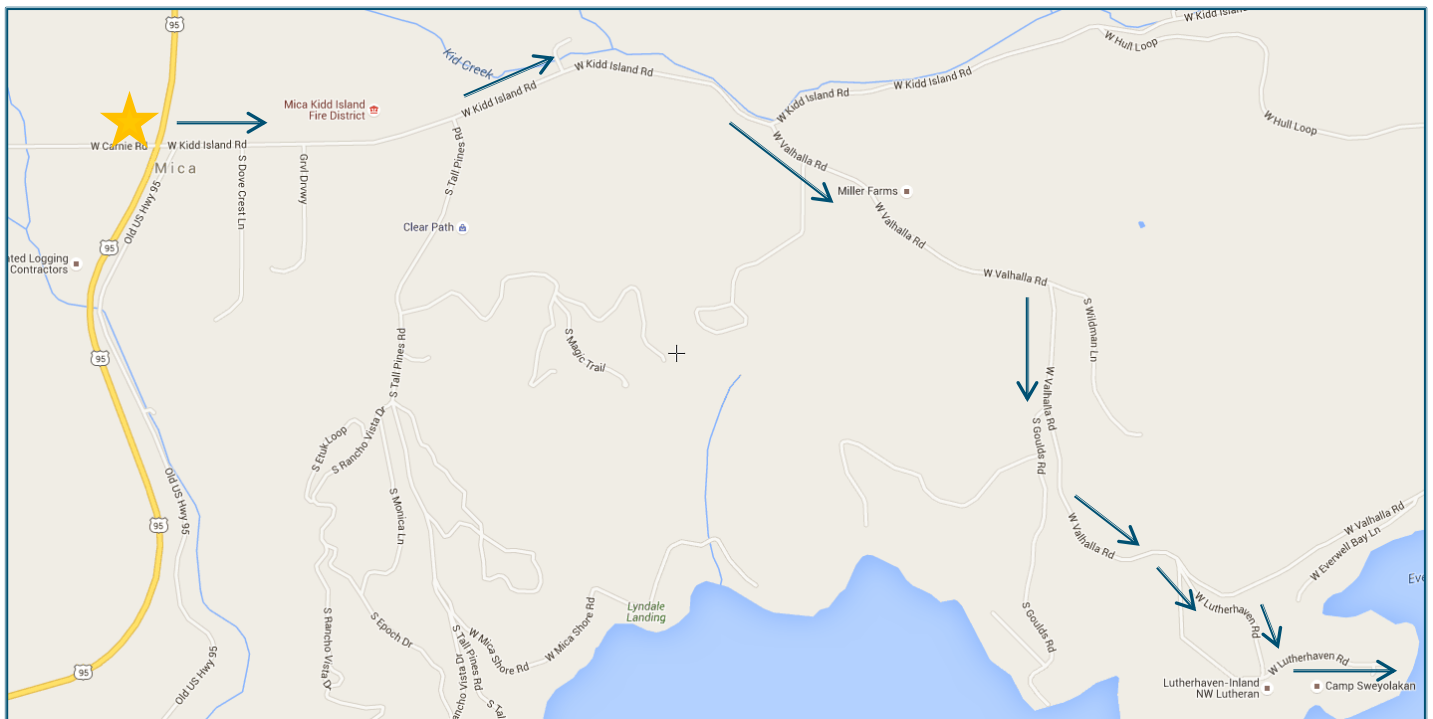 95
W Kidd Island
W Hull Loop
Kid Creek
W Kidd Island Rd
W Kidd Island Rd
Mica Kidd Island
Fire District
W Kidd Island Rd
W Kidd Island Rd
W Carnie Rd
W Kidd Island Rd
W Hull Loop
Mica
S Dove Crest Ln
Grvl Drvwy
S Tall Pines Rd
W Valhalla Rd
Miller Farms
Old US Hwy 95
Clear Path
W Valhalla Rd
95
ated Logging
Contractors
W Valhalla Rd
S Wildman Ln
95
S Magic Trail
S Tall Pines Rd
W Valhalla Rd
S Etuk Loop
S Rancho Vista Dr
S Goulds Rd
Old US Hwy 95
95
S Monica Ln
W Valhalla Rd
W Valhalla Rd
W Everwell Bay Ln
Eve
W Lutherhaven Rd
Lyndale
Landing
S Rancho Vista Dr
S Epoch Dr
W Mica Shore Rd
W Mica Shore Rd
S Goulds Rd
S Tall Pines Rd
ancho Vista Dr
S Tal
Old US Hwy 95
95
W Lutherhaven Rd
Lutherhaven-Inland
NW Lutheran
Camp Sweyolakan